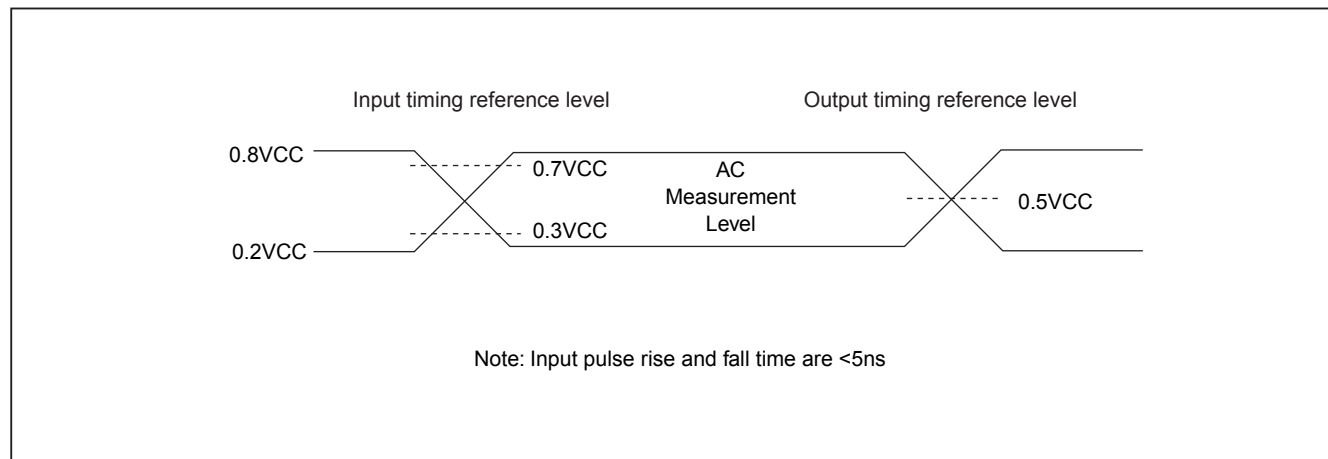 Input timing reference level
Output timing reference level
0.8VCC
0.7VCC
AC
Measurement
Level
0.5VCC
0.3VCC
0.2VCC
Note: Input pulse rise and fall time are <5ns